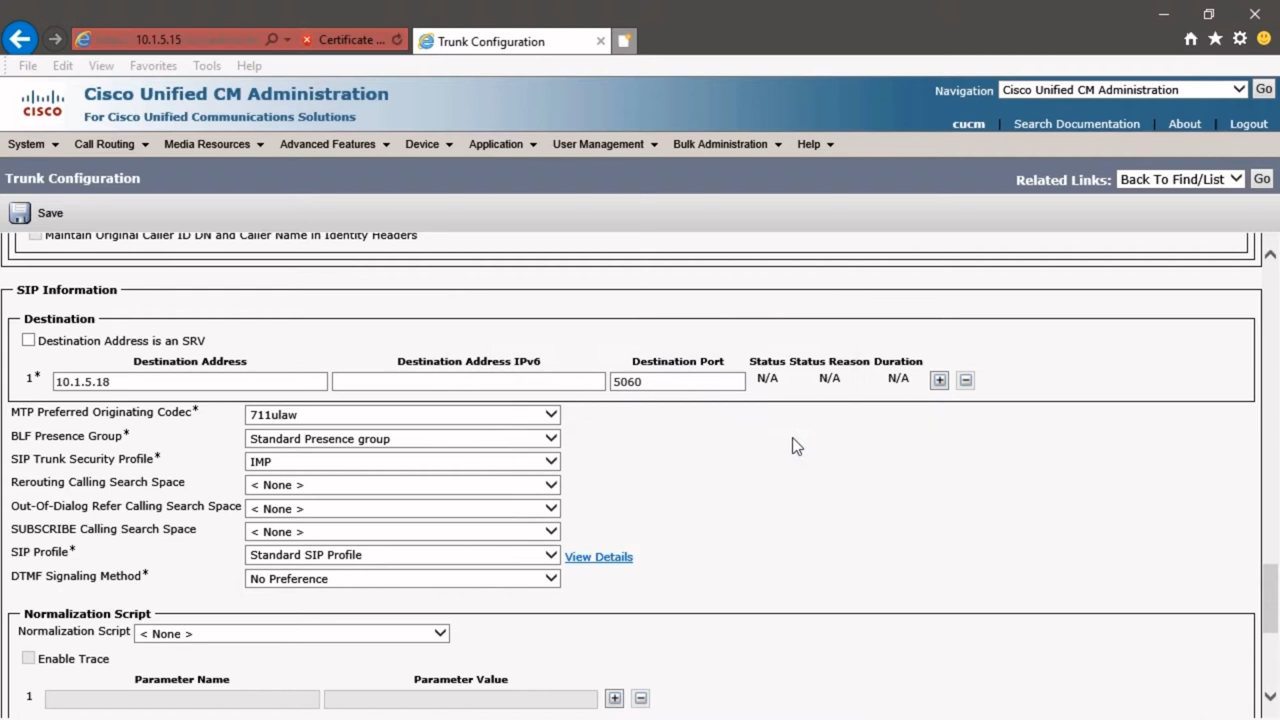 10.1.5.15
Certificate ...
Trunk Configuration
File Edit View Favorites Tools Help
CISCO
Cisco Unified CM Administration
For Cisco Unified Communications Solutions
Navigation Cisco Unified CM Administration Go
cucm | Search Documentation | About | Logout
System Call Routing Media Resources Advanced Features Device Application User Management Bulk Administration Help
Trunk Configuration
Related Links: Back To Find/List Go
Save
Maintain Original Caller ID DN and Caller Name in Identity Headers
SIP Information
Destination
Destination Address is an SRV
Destination Address Destination Address IPv6 Destination Port Status Status Reason Duration
1* 10.1.5.18 5060 N/A N/A N/A
MTP Preferred Originating Codec* 711ulaw
BLF Presence Group* Standard Presence group
SIP Trunk Security Profile* IMP
Rerouting Calling Search Space < None >
Out-Of-Dialog Refer Calling Search Space < None >
SUBSCRIBE Calling Search Space < None >
SIP Profile* Standard SIP Profile View Details
DTMF Signaling Method* No Preference
Normalization Script
Normalization Script < None >
Enable Trace
Parameter Name Parameter Value
1